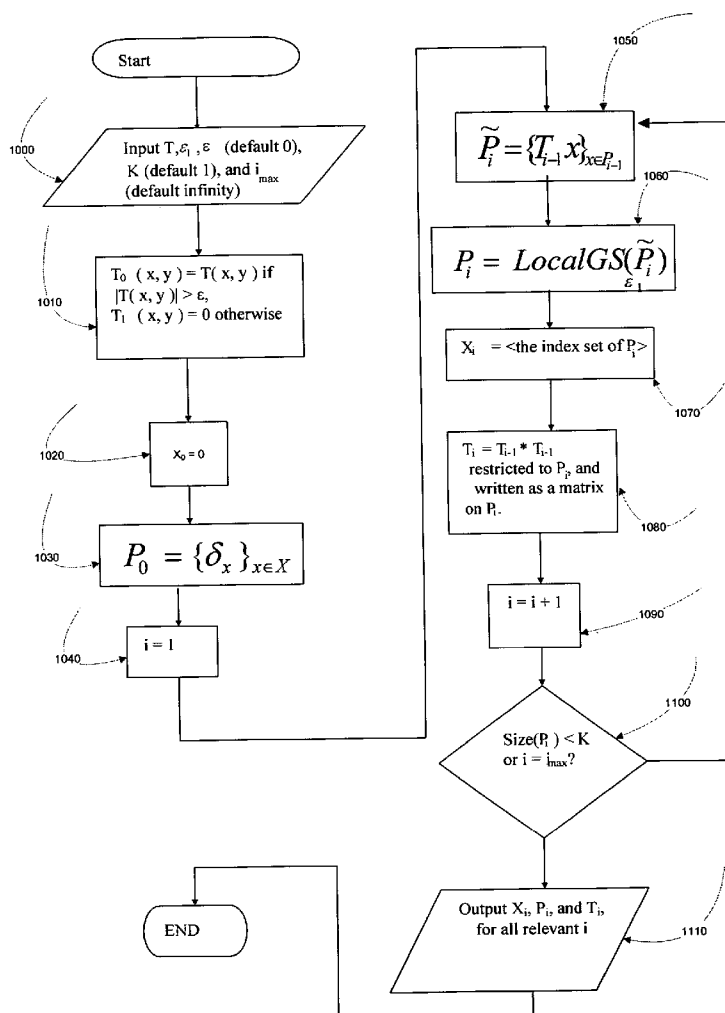 Start
1000
Input T, ε₁, ε (default 0),
K (default 1), and i_max
(default infinity)
1010
T₀ (x, y) = T(x, y) if
|T(x, y)| > ε,
T₁ (x, y) = 0 otherwise
1020
X₀ = 0
1030
P₀ = {δₓ}ₓ∈X
1040
i = 1
1050
P̃ᵢ = {Tᵢ₋₁ x}ₓ∈Pᵢ₋₁
1060
Pᵢ = LocalGS(P̃ᵢ)
ε₁
Xᵢ = <the index set of Pᵢ>
1070
Tᵢ = Tᵢ₋₁ * Tᵢ₋₁
restricted to Pᵢ, and
written as a matrix
on Pᵢ.
1080
i = i + 1
1090
1100
Size(Pᵢ) < K
or i = i_max?
Output Xᵢ, Pᵢ, and Tᵢ,
for all relevant i
1110
END